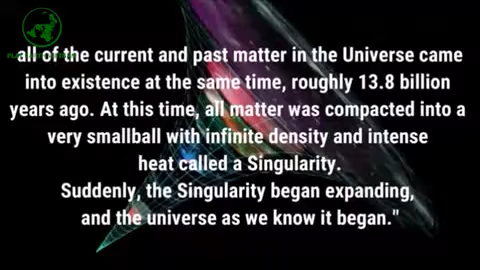 all of the current and past matter in the Universe came
into existence at the same time, roughly 13.8 billion
years ago. At this time, all matter was compacted into a
very smallball with infinite density and intense
heat called a Singularity.
Suddenly, the Singularity began expanding,
and the universe as we know it began."